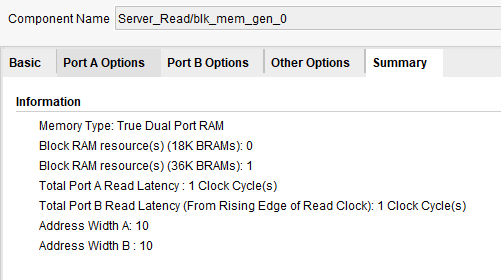 Component Name Server_Read/blk_mem_gen_0
Basic Port A Options Port B Options Other Options Summary
Information
Memory Type: True Dual Port RAM
Block RAM resource(s) (18K BRAMs): 0
Block RAM resource(s) (36K BRAMs): 1
Total Port A Read Latency : 1 Clock Cycle(s)
Total Port B Read Latency (From Rising Edge of Read Clock): 1 Clock Cycle(s)
Address Width A: 10
Address Width B : 10